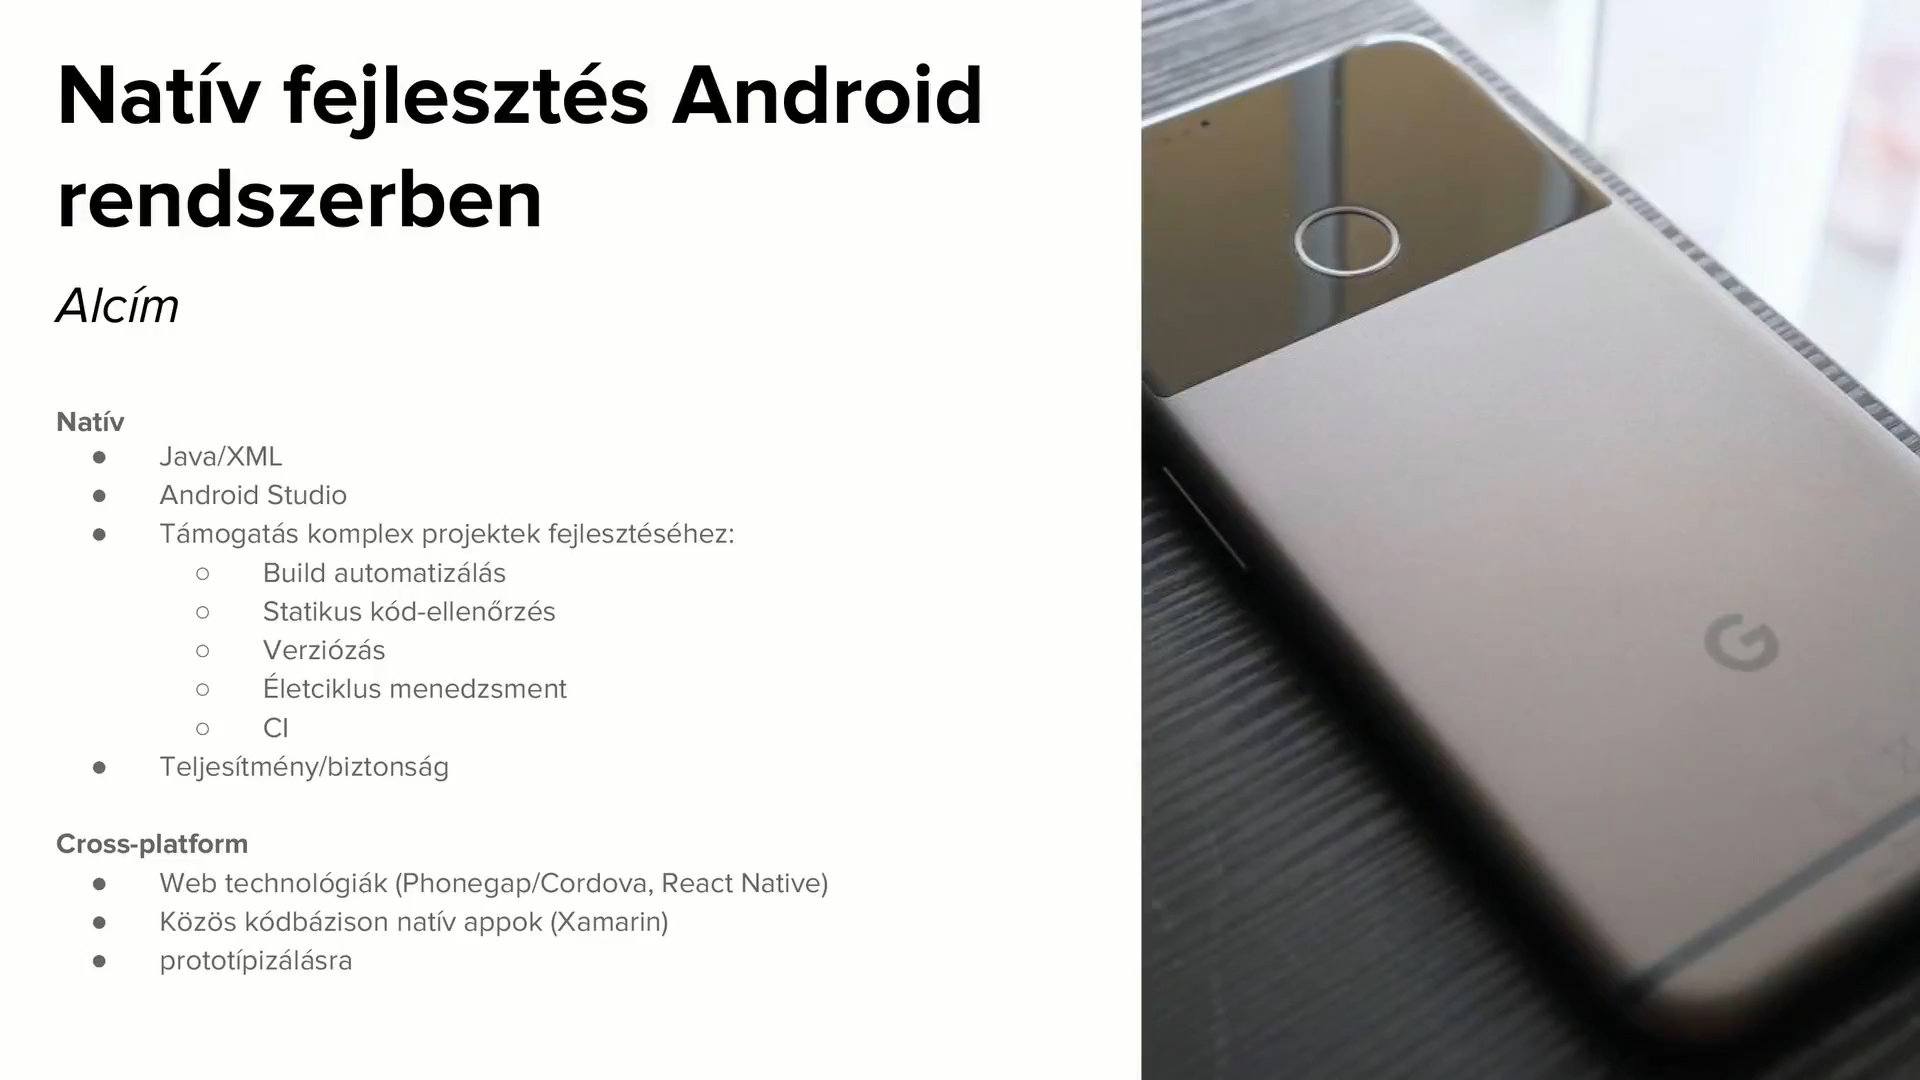 Natív fejlesztés Android
rendszerben
Alcím
Natív
● Java/XML
● Android Studio
● Támogatás komplex projektek fejlesztéséhez:
○ Build automatizálás
○ Statikus kód-ellenőrzés
○ Verziózás
○ Életciklus menedzsment
○ CI
● Teljesítmény/biztonság
Cross-platform
● Web technológiák (Phonegap/Cordova, React Native)
● Közös kódbázison natív appok (Xamarin)
● prototípizálásra
G